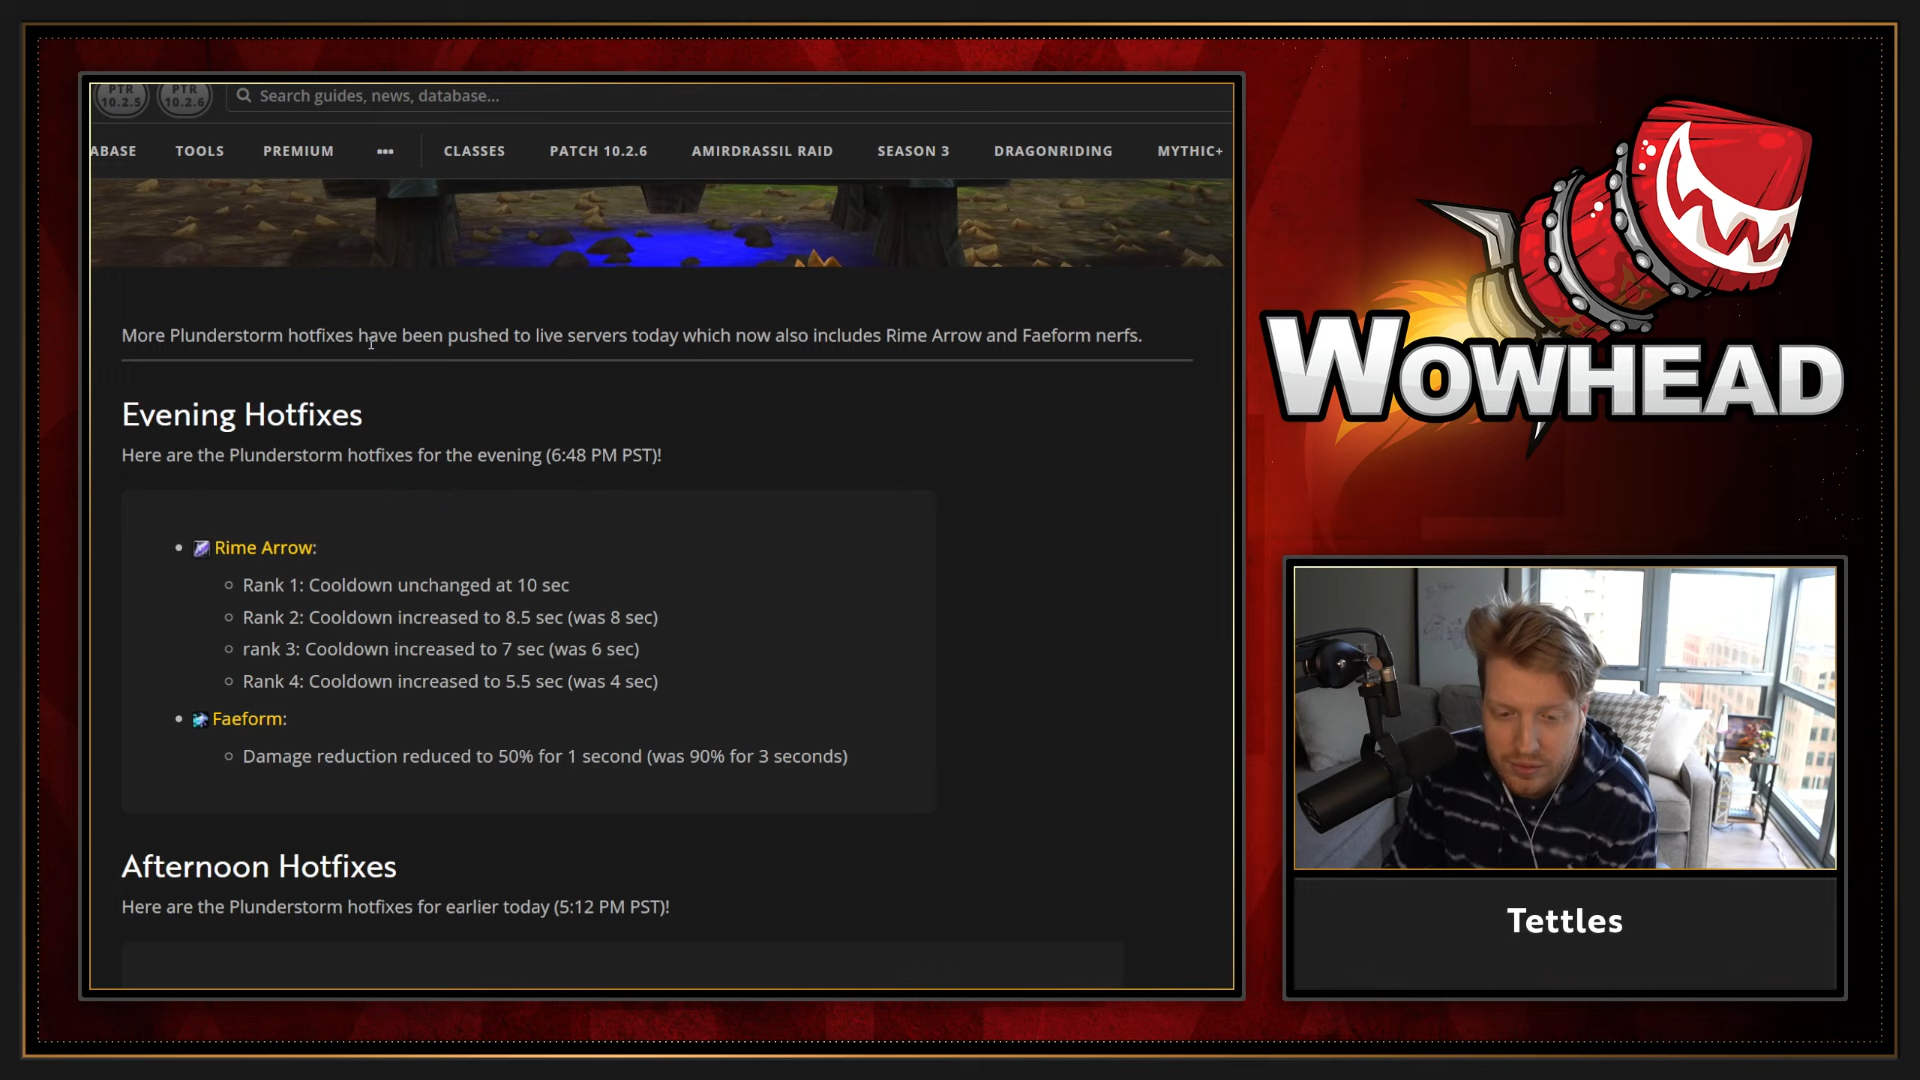 PTR
10.2.5
PTR
10.2.6
Search guides, news, database...
ABASE
TOOLS
PREMIUM
•••
CLASSES
PATCH 10.2.6
AMIRDRASSIL RAID
SEASON 3
DRAGONRIDING
MYTHIC+
More Plunderstorm hotfixes have been pushed to live servers today which now also includes Rime Arrow and Faeform nerfs.
Evening Hotfixes
Here are the Plunderstorm hotfixes for the evening (6:48 PM PST)!
Rime Arrow:
Rank 1: Cooldown unchanged at 10 sec
Rank 2: Cooldown increased to 8.5 sec (was 8 sec)
rank 3: Cooldown increased to 7 sec (was 6 sec)
Rank 4: Cooldown increased to 5.5 sec (was 4 sec)
Faeform:
Damage reduction reduced to 50% for 1 second (was 90% for 3 seconds)
Afternoon Hotfixes
Here are the Plunderstorm hotfixes for earlier today (5:12 PM PST)!
WOWHEAD
Tettles